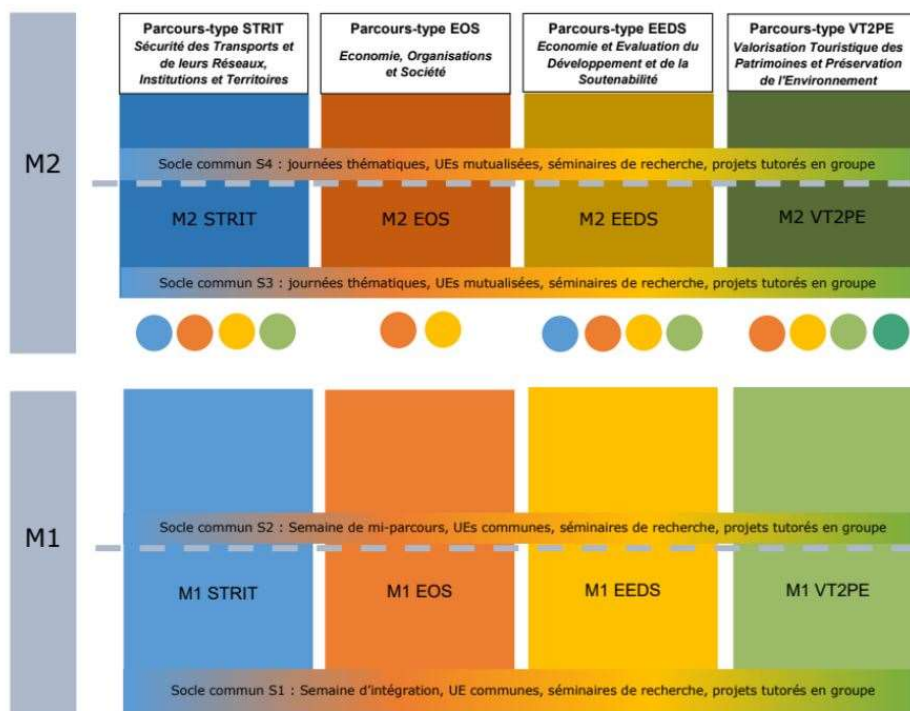 Parcours-type STRIT
Sécurité des Transports et
de leurs Réseaux,
Institutions et Territoires
Parcours-type EOS
Economie, Organisations
et Société
Parcours-type EEDS
Economie et Evaluation du
Développement et de la
Soutenabilité
Parcours-type VT2PE
Valorisation Touristique des
Patrimoines et Préservation
de l'Environnement
M2
Socle commun S4 : journées thématiques, UEs mutualisées, séminaires de recherche, projets tutorés en groupe
M2 STRIT
M2 EOS
M2 EEDS
M2 VT2PE
Socle commun S3 : journées thématiques, UEs mutualisées, séminaires de recherche, projets tutorés en groupe
M1
Socle commun S2 : Semaine de mi-parcours, UEs communes, séminaires de recherche, projets tutorés en groupe
M1 STRIT
M1 EOS
M1 EEDS
M1 VT2PE
Socle commun S1 : Semaine d'intégration, UE communes, séminaires de recherche, projets tutorés en groupe